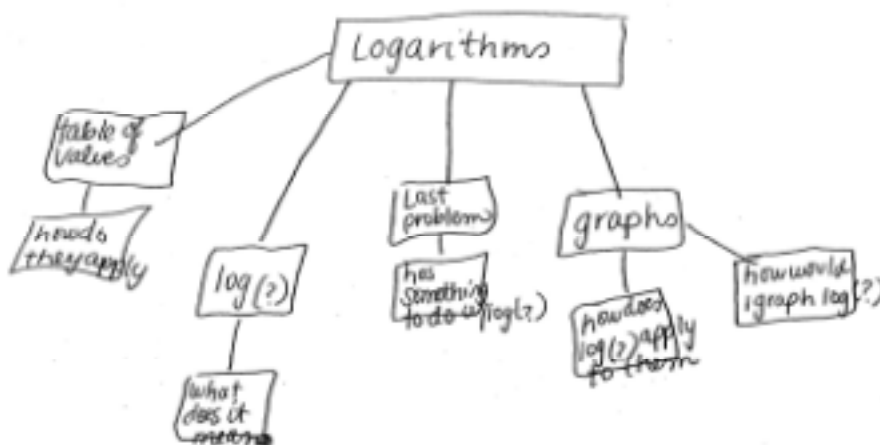 Logarithms
table of
values
how do
they apply
log(?)
what
does it
mean
Last
problem
has
something
to do w/log(?)
graphs
how does
log(?) apply
to them
how would
i graph log(?)